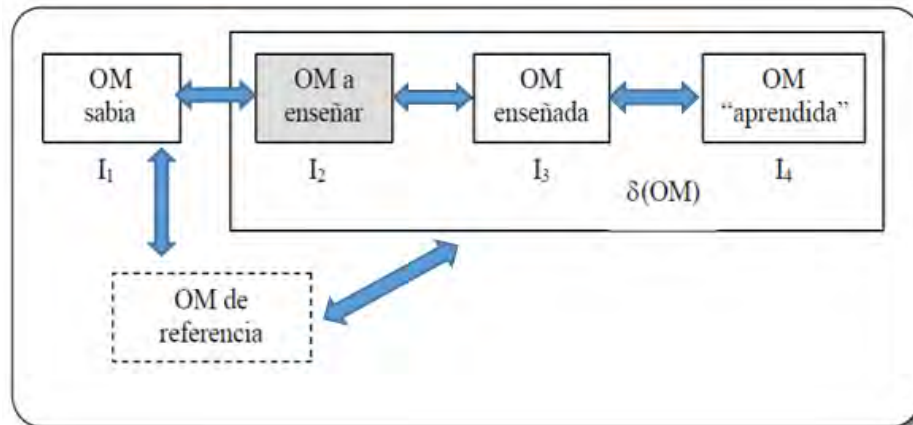 OM
sabia
OM a
enseñar
OM
enseñada
OM
“aprendida”
I₁
I₂
I₃
I₄
δ(OM)
OM de
referencia